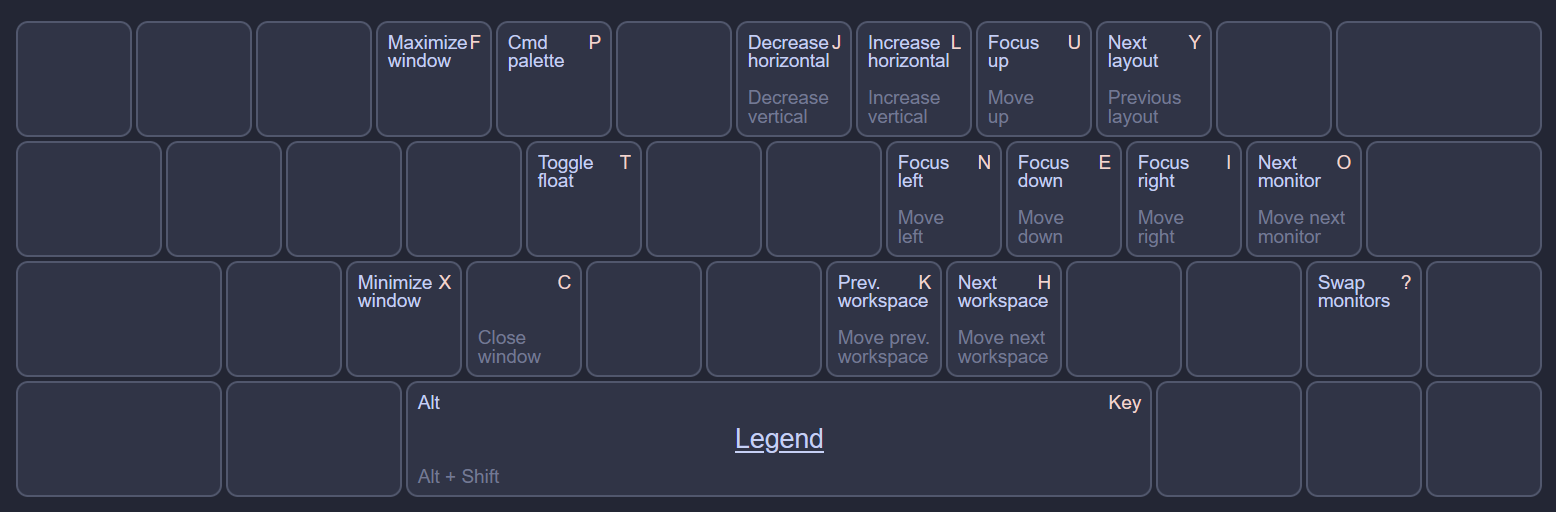 Maximize F
window
Cmd P
palette
Decrease J
horizontal
Decrease
vertical
Increase L
horizontal
Increase
vertical
Focus U
up
Move
up
Next Y
layout
Previous
layout
Toggle T
float
Focus N
left
Move
left
Focus E
down
Move
down
Focus I
right
Move
right
Next O
monitor
Move next
monitor
Minimize X
window
C
Close
window
Prev. K
workspace
Move prev.
workspace
Next H
workspace
Move next
workspace
Swap ?
monitors
Alt Key
Legend
Alt + Shift